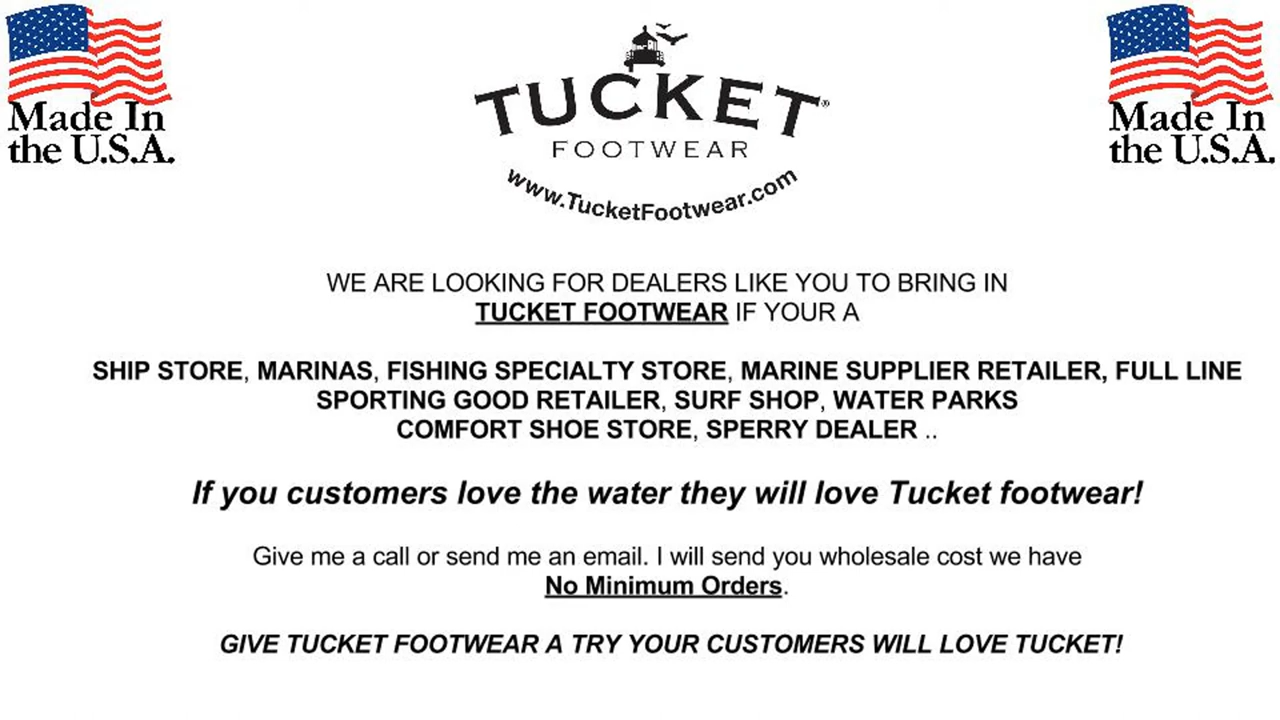 Made In
the U.S.A.
TUCKET®
FOOTWEAR
www.TucketFootwear.com
Made In
the U.S.A.
WE ARE LOOKING FOR DEALERS LIKE YOU TO BRING IN
TUCKET FOOTWEAR IF YOUR A
SHIP STORE, MARINAS, FISHING SPECIALTY STORE, MARINE SUPPLIER RETAILER, FULL LINE
SPORTING GOOD RETAILER, SURF SHOP, WATER PARKS
COMFORT SHOE STORE, SPERRY DEALER ..
If you customers love the water they will love Tucket footwear!
Give me a call or send me an email. I will send you wholesale cost we have
No Minimum Orders.
GIVE TUCKET FOOTWEAR A TRY YOUR CUSTOMERS WILL LOVE TUCKET!